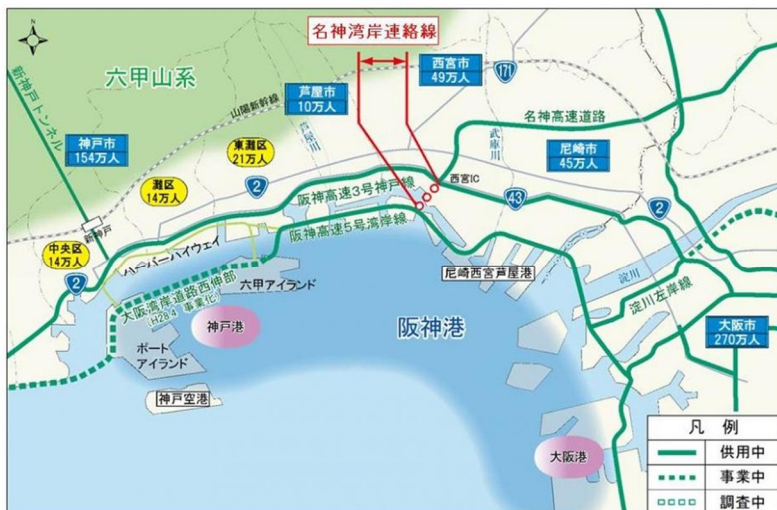 名神湾岸連絡線
六甲山系
新神戸トンネル
山陽新幹線
芦屋市
10万人
西宮市
49万人
171
名神高速道路
神戸市
154万人
東灘区
21万人
芦屋川
武庫川
尼崎市
45万人
灘区
14万人
2
阪神高速3号神戸線
西宮IC
43
2
新神戸
中央区
14万人
2
ハーバーハイウェイ
阪神高速5号湾岸線
尼崎西宮芦屋港
淀川
淀川左岸線
六甲アイランド
大阪湾岸道路西伸部
(H28.4 事業化)
神戸港
阪神港
大阪市
270万人
ポート
アイランド
神戸空港
大阪港
凡 例
供用中
事業中
調査中